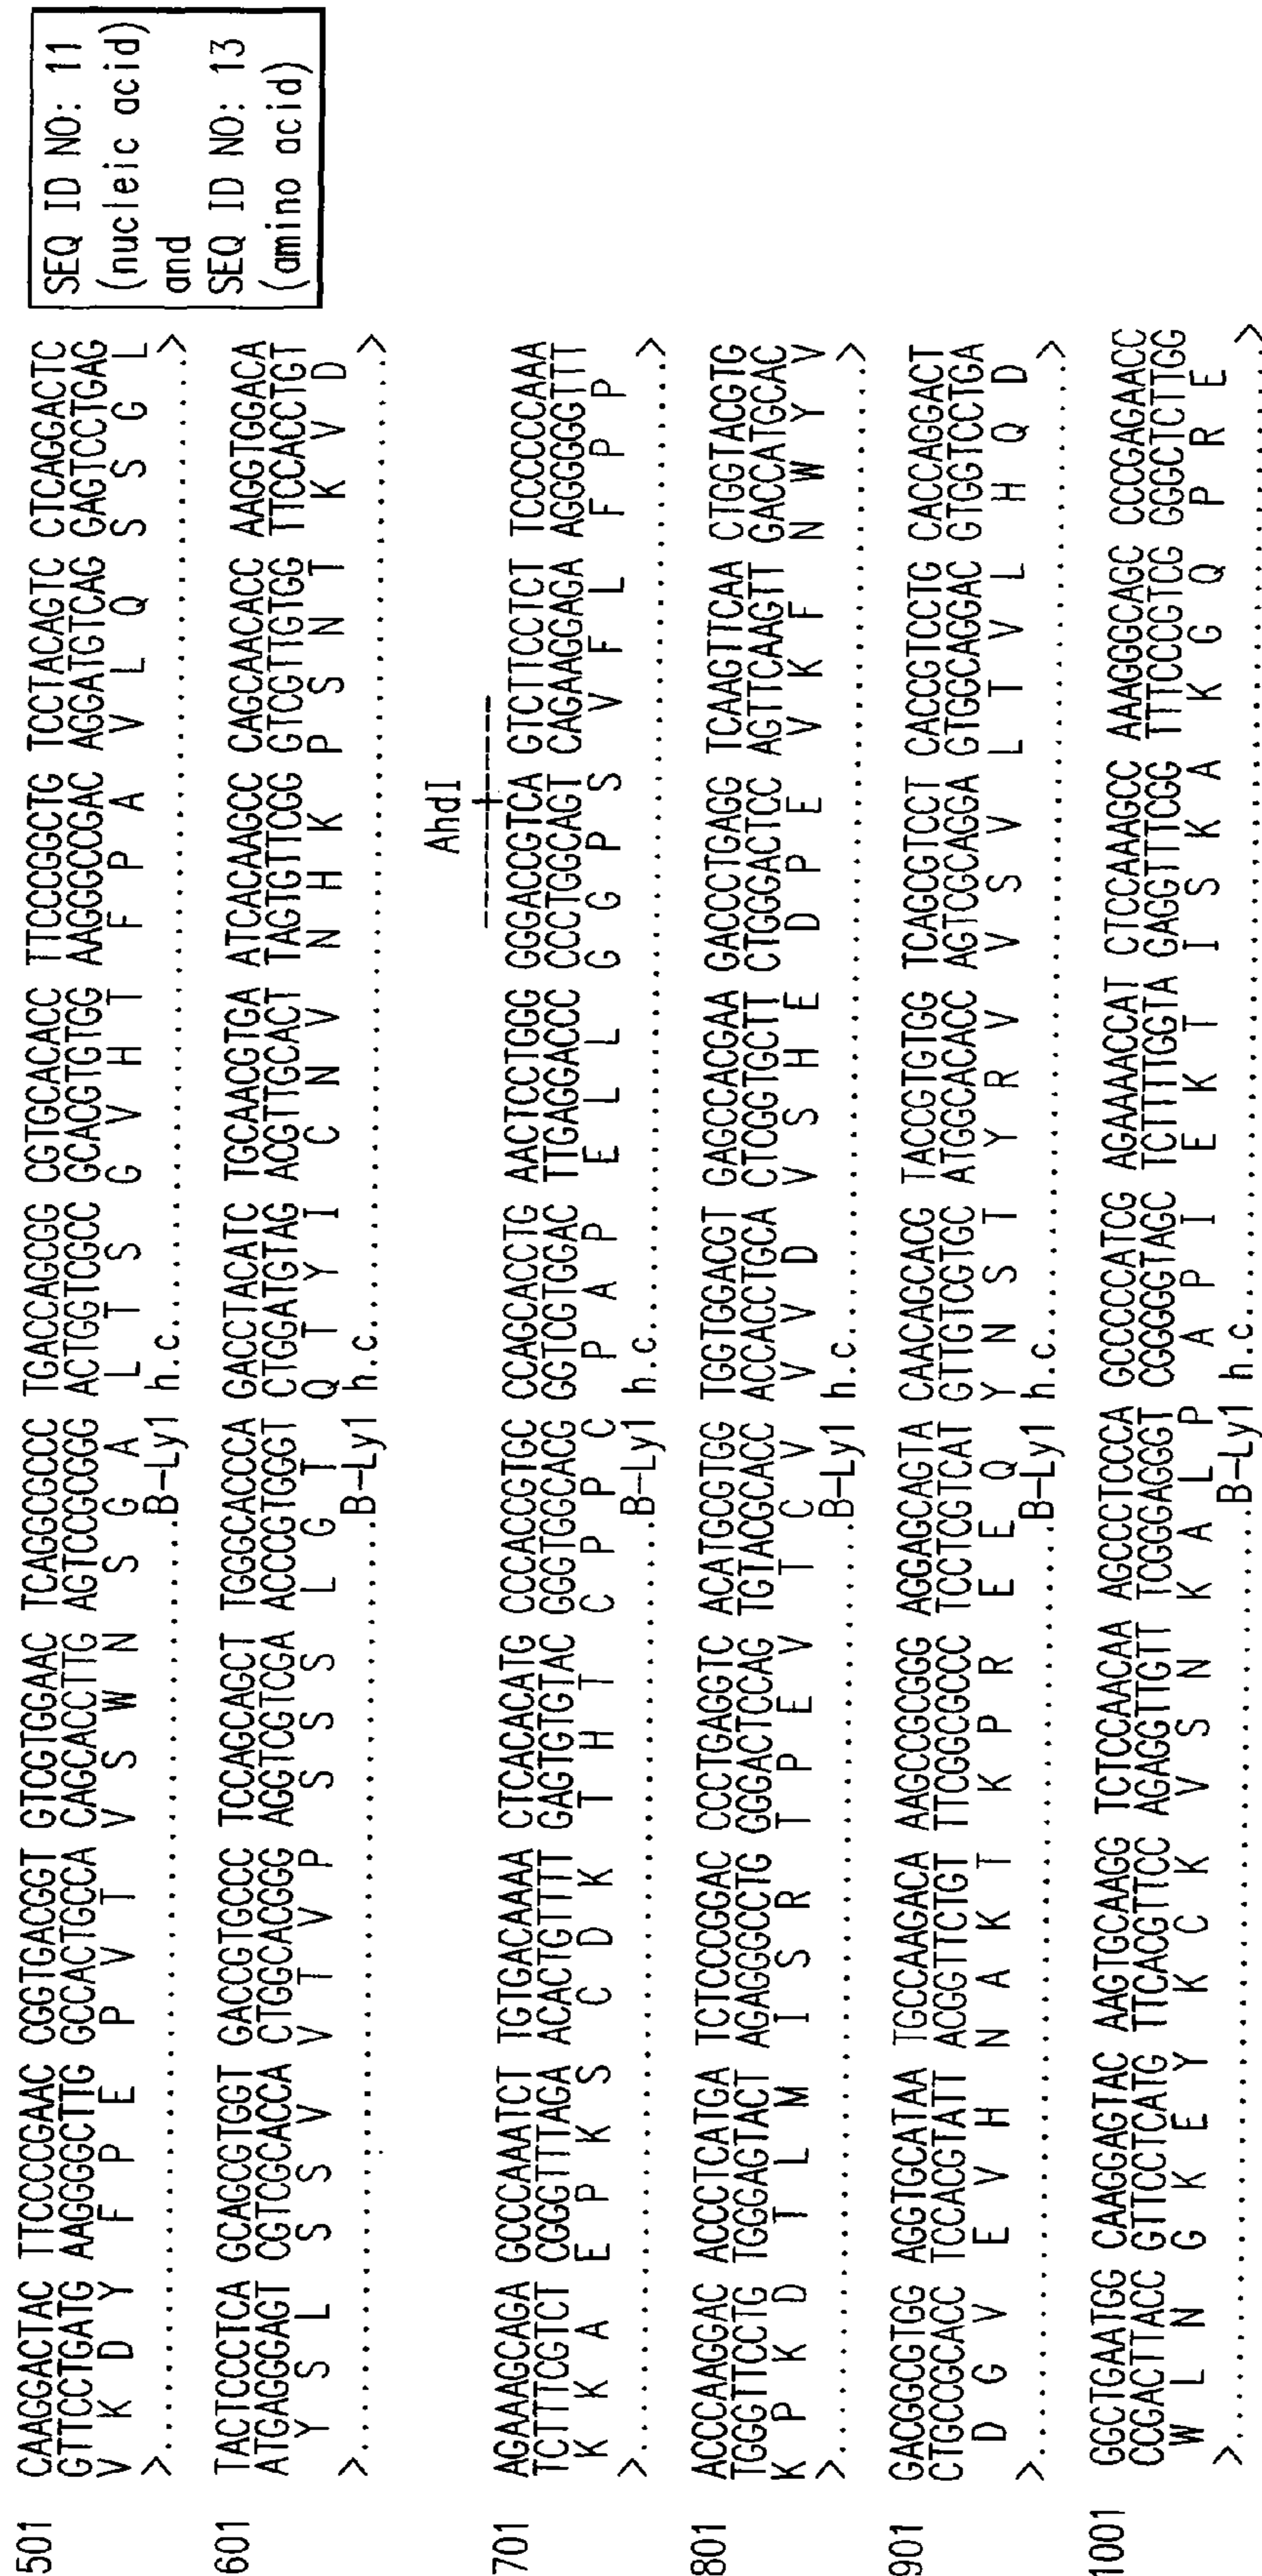 SEQ ID NO: 11
(nucleic acid)
and
SEQ ID NO: 13
(amino acid)
501 CAAGGACTAC TTCCCCGAAC CGGTGACGGT GTCGTGGAAC TCAGGCGCCC TGACCAGCGG CGTGCACACC TTCCCGGCTG TCCTACAGTC CTCAGGACTC
GTTCCTGATG AAGGGGCTTG GCCACTGCCA CAGCACCTTG AGTCCGCGGG ACTGGTCGCC GCACGTGTGG AAGGGCCGAC AGGATGTCAG GAGTCCTGAG
V K D Y F P E P V T V S W N S G A L T S G V H T F P A V L Q S S G L
>..........B-Ly1 h.c..........>
601 TACTCCCTCA GCAGCGTGGT GACCGTGCCC TCCAGCAGCT TGGGCACCCA GACCTACATC TGCAACGTGA ATCACAAGCC CAGCAACACC AAGGTGGACA
ATGAGGGAGT CGTCGCACCA CTGGCACGGG AGGTCGTCGA ACCCGTGGGT CTGGATGTAG ACGTTGCACT TAGTGTTCGG GTCGTTGTGG TTCCACCTGT
Y S L S S V V T V P S S S L G T Q T Y I C N V N H K P S N T K V D
>..........B-Ly1 h.c..........>
AhdI
701 AGAAAGCAGA GCCCAAATCT TGTGACAAAA CTCACACATG CCCACCGTGC CCAGCACCTG AACTCCTGGG GGGACCGTCA GTCTTCCTCT TCCCCCCAAA
TCTTTCGTCT CGGGTTTAGA ACACTGTTTT GAGTGTGTAC GGGTGGCACG GGTCGTGGAC TTGAGGACCC CCCTGGCAGT CAGAAGGAGA AGGGGGGTTT
K K A E P K S C D K T H T C P P C P A P E L L G G P S V F L F P P
>..........B-Ly1 h.c..........>
801 ACCCAAGGAC ACCCTCATGA TCTCCCGGAC CCCTGAGGTC ACATGCGTGG TGGTGGACGT GAGCCACGAA GACCCTGAGG TCAAGTTCAA CTGGTACGTG
TGGGTTCCTG TGGGAGTACT AGAGGGCCTG GGGACTCCAG TGTACGCACC ACCACCTGCA CTCGGTGCTT CTGGGACTCC AGTTCAAGTT GACCATGCAC
K P K D T L M I S R T P E V T C V V V D V S H E D P E V K F N W Y V
>..........B-Ly1 h.c..........>
901 GACGGCGTGG AGGTGCATAA TGCCAAGACA AAGCCGCGGG AGGAGCAGTA CAACAGCACG TACCGTGTGG TCAGCGTCCT CACCGTCCTG CACCAGGACT
CTGCCGCACC TCCACGTATT ACGGTTCTGT TTCGGCGCCC TCCTCGTCAT GTTGTCGTGC ATGGCACACC AGTCGCAGGA GTGGCAGGAC GTGGTCCTGA
D G V E V H N A K T K P R E E Q Y N S T Y R V V S V L T V L H Q D
>..........B-Ly1 h.c..........>
1001 GGCTGAATGG CAAGGAGTAC AAGTGCAAGG TCTCCAACAA AGCCCTCCCA GCCCCCATCG AGAAAACCAT CTCCAAAGCC AAAGGGCAGC CCCGAGAACC
CCGACTTACC GTTCCTCATG TTCACGTTCC AGAGGTTGTT TCGGGAGGGT CGGGGGTAGC TCTTTTGGTA GAGGTTTCGG TTTCCCGTCG GGGCTCTTGG
W L N G K E Y K C K V S N K A L P A P I E K T I S K A K G Q P R E
>..........B-Ly1 h.c..........>